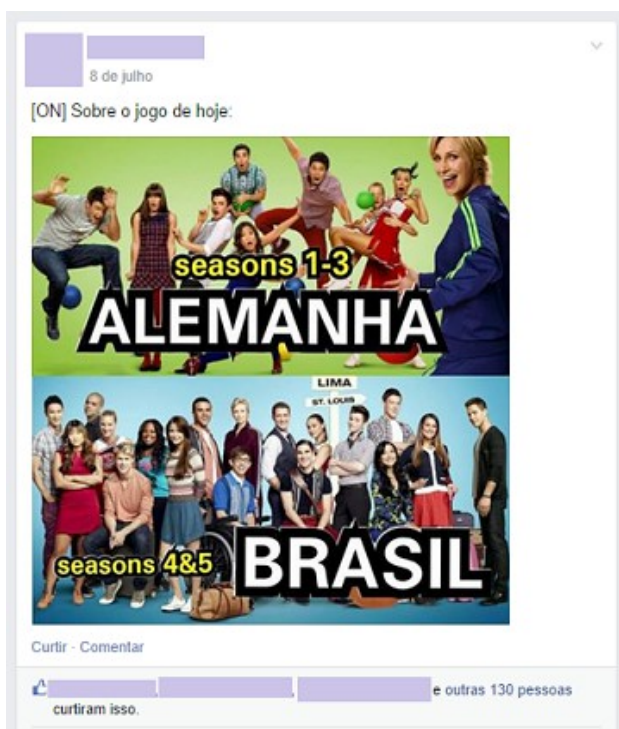 8 de julho
[ON] Sobre o jogo de hoje:
seasons 1-3
ALEMANHA
LIMA
ST. LOUIS
seasons 4&5
BRASIL
Curtir · Comentar
, , e outras 130 pessoas
curtiram isso.